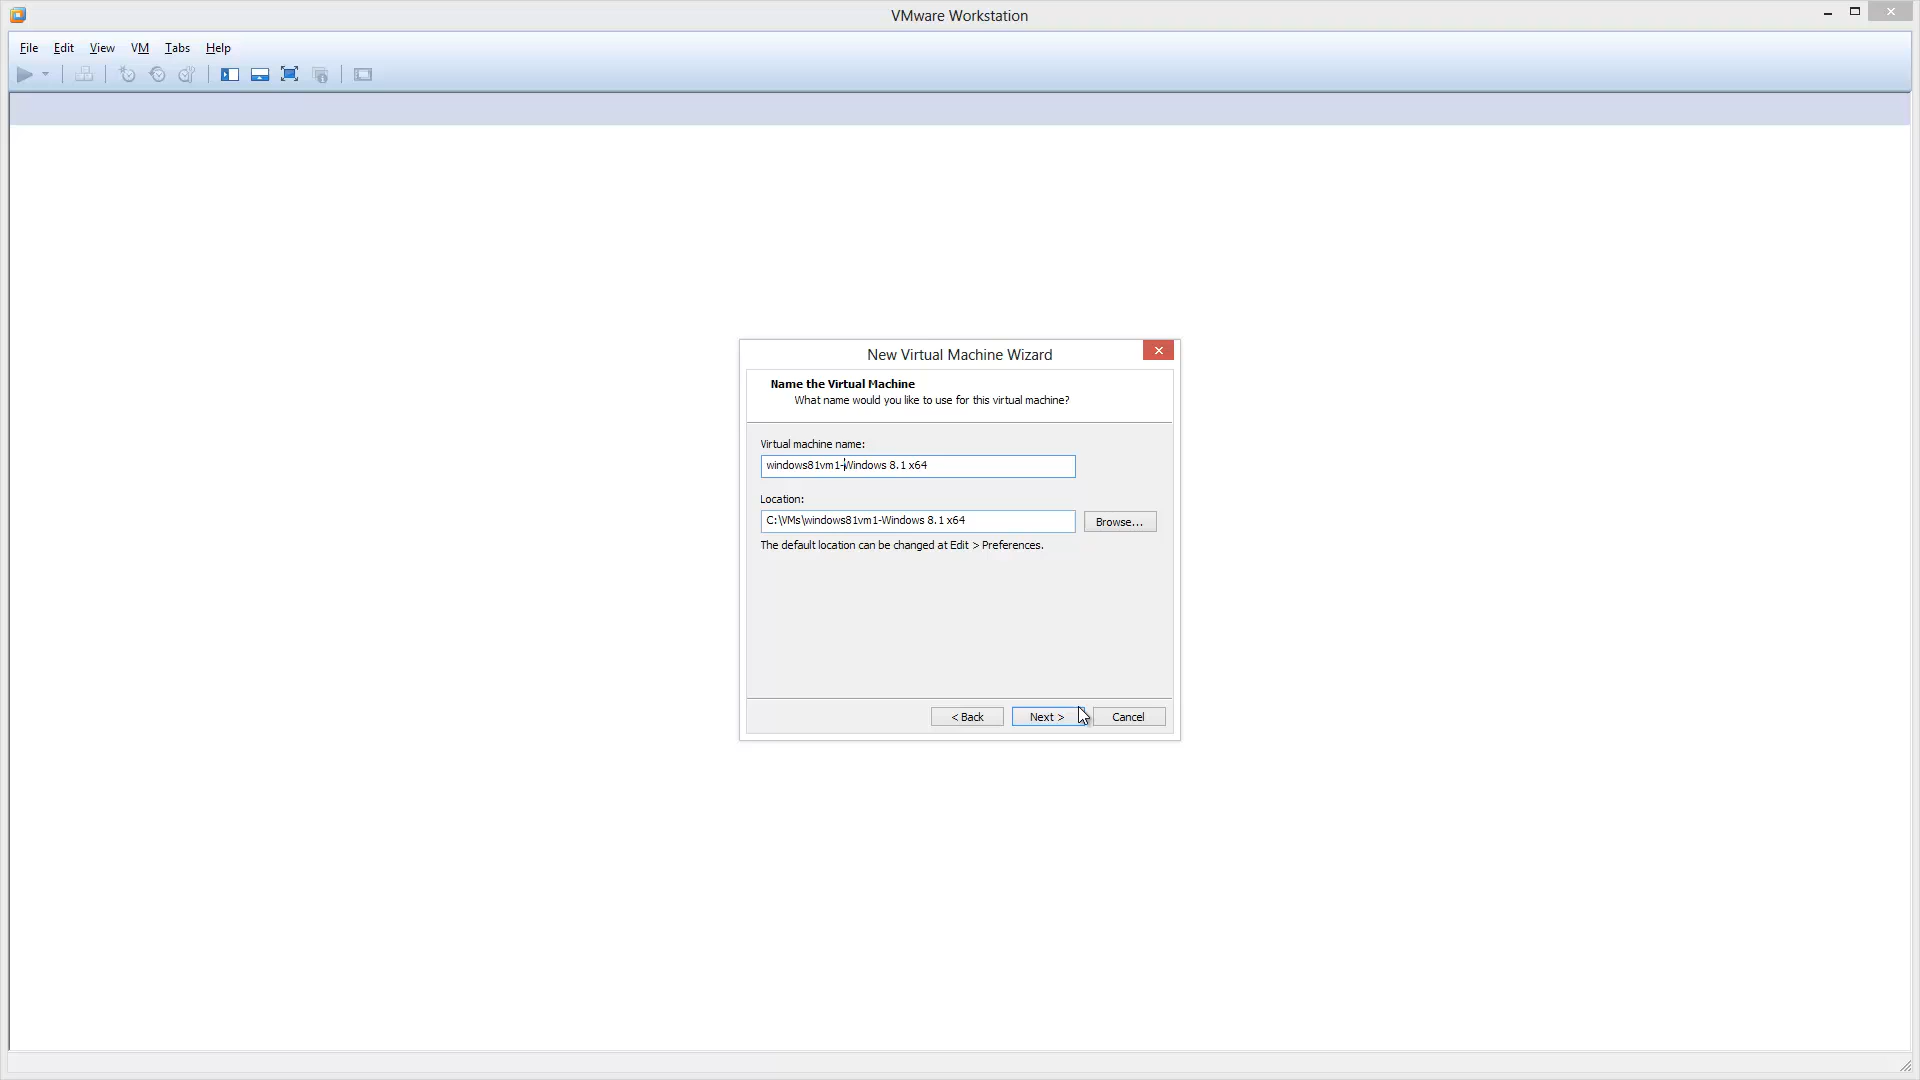 VMware Workstation
File Edit View VM Tabs Help
New Virtual Machine Wizard
Name the Virtual Machine
What name would you like to use for this virtual machine?
Virtual machine name:
windows81vm1-Windows 8.1 x64
Location:
C:\VMs\windows81vm1-Windows 8.1 x64
Browse...
The default location can be changed at Edit > Preferences.
< Back Next > Cancel